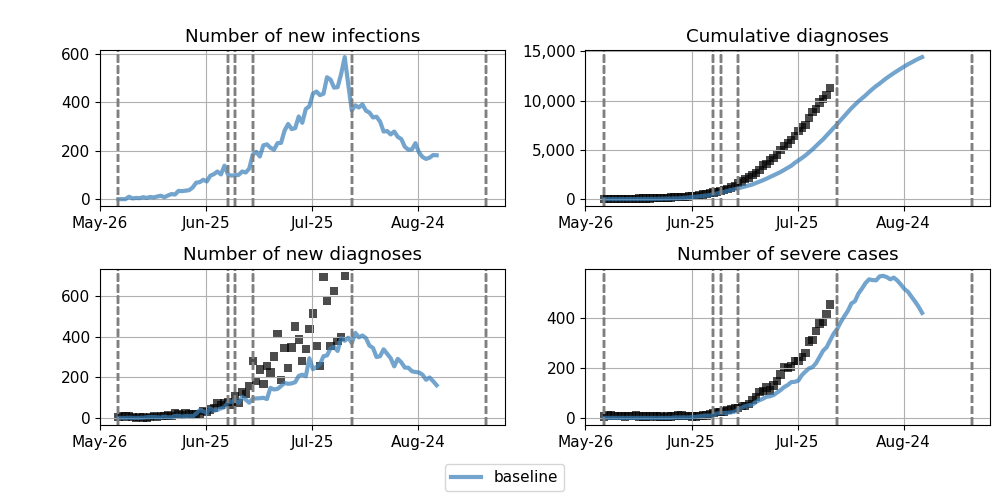 Number of new infections
600
400
200
0
May-26 Jun-25 Jul-25 Aug-24
Cumulative diagnoses
15,000
10,000
5,000
0
May-26 Jun-25 Jul-25 Aug-24
Number of new diagnoses
600
400
200
0
May-26 Jun-25 Jul-25 Aug-24
Number of severe cases
400
200
0
May-26 Jun-25 Jul-25 Aug-24
baseline